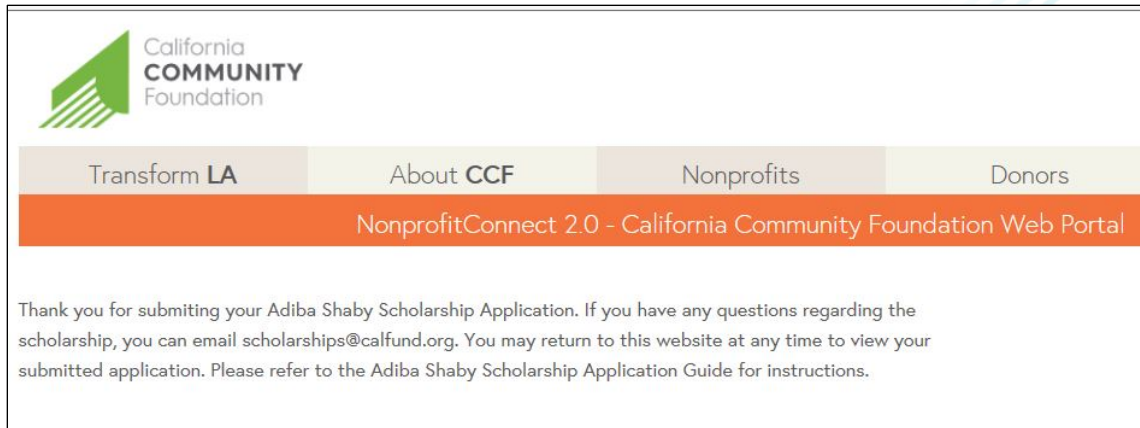 California
COMMUNITY
Foundation
Transform LA About CCF Nonprofits Donors
NonprofitConnect 2.0 - California Community Foundation Web Portal
Thank you for submiting your Adiba Shaby Scholarship Application. If you have any questions regarding the
scholarship, you can email scholarships@calfund.org. You may return to this website at any time to view your
submitted application. Please refer to the Adiba Shaby Scholarship Application Guide for instructions.